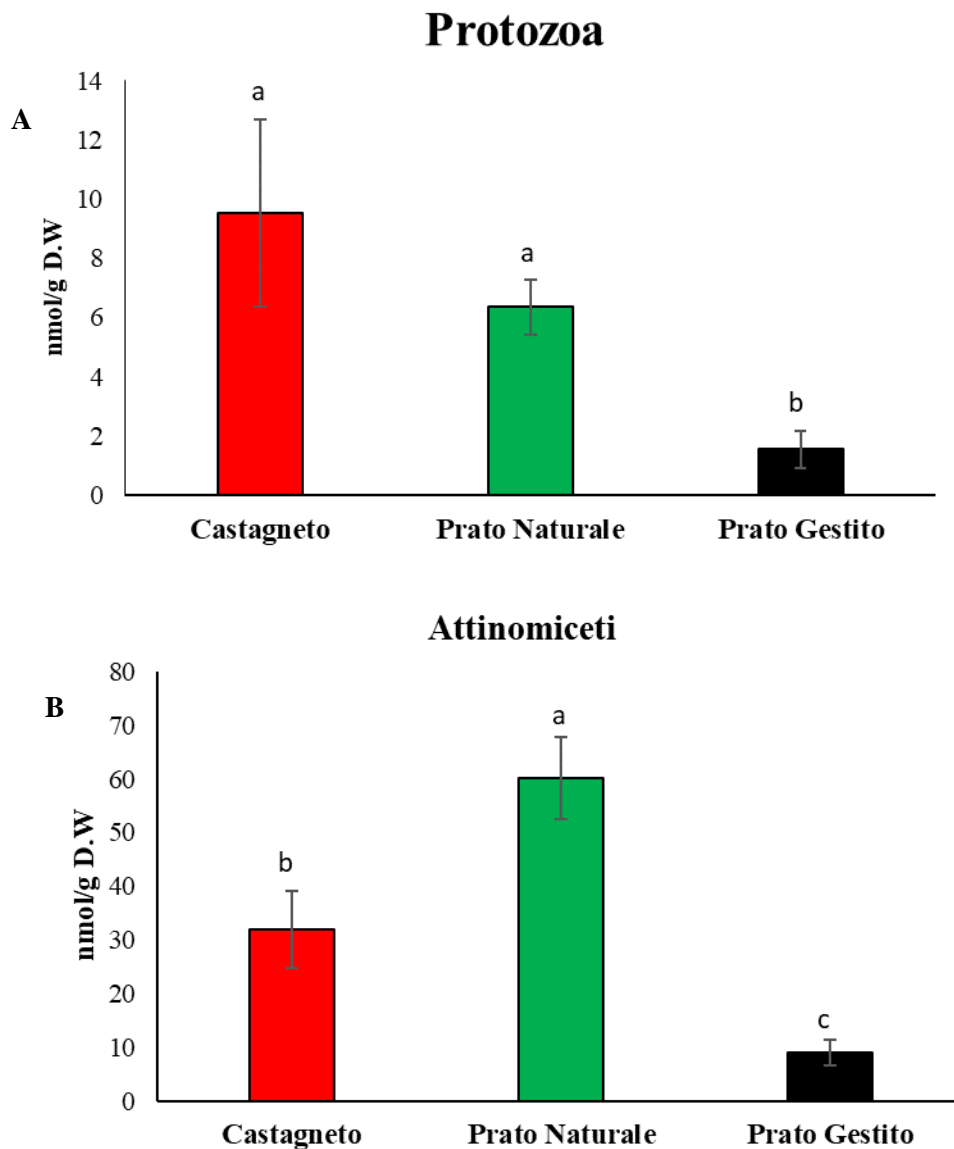 Protozoa
A
nmol/g D.W
14
12
10
8
6
4
2
0
a
a
b
Castagneto Prato Naturale Prato Gestito
Attinomiceti
B
nmol/g D.W
80
70
60
50
40
30
20
10
0
b
a
c
Castagneto Prato Naturale Prato Gestito